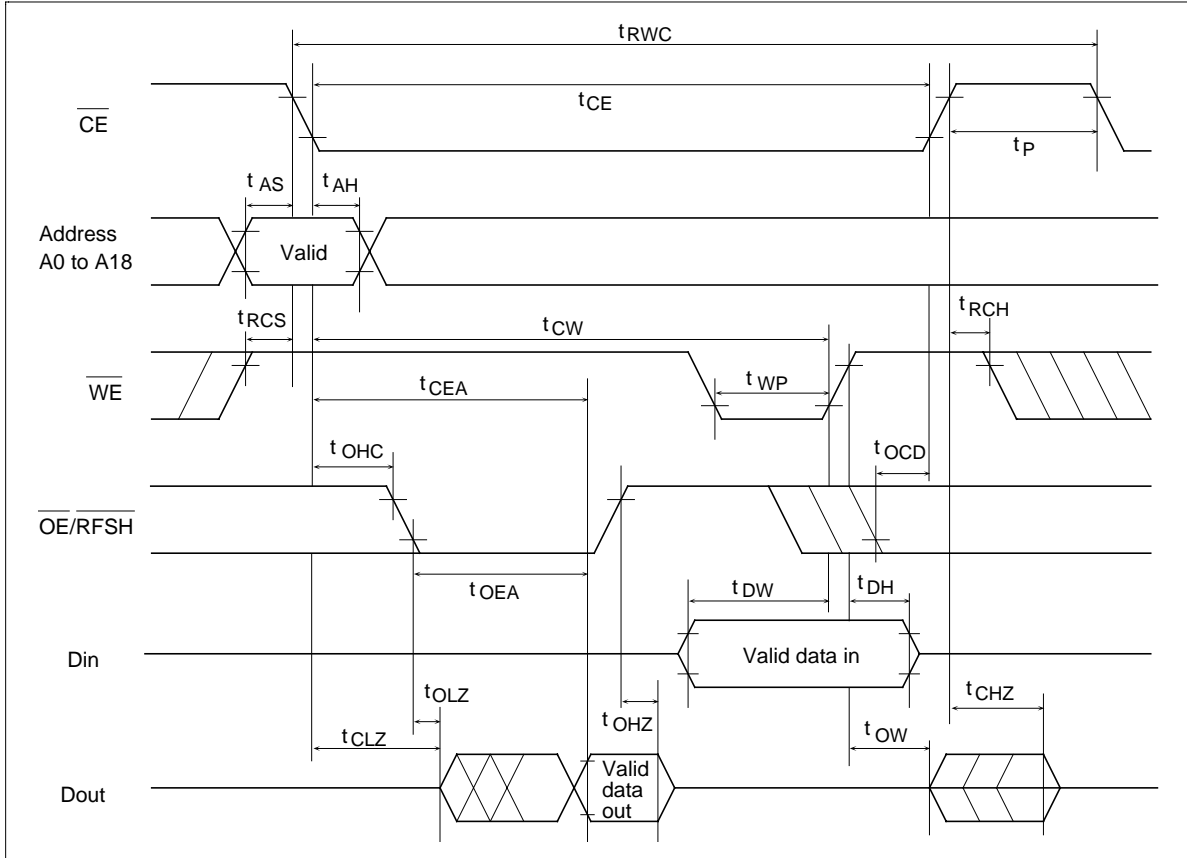 tRWC
tCE
CE
tP
tAS
tAH
Address
A0 to A18
Valid
tRCS
tCW
tRCH
WE
tCEA
tWP
tOHC
tOCD
OE/RFSH
tOEA
tDW
tDH
Din
Valid data in
tOLZ
tOHZ
tCHZ
tCLZ
tOW
Dout
Valid
data
out